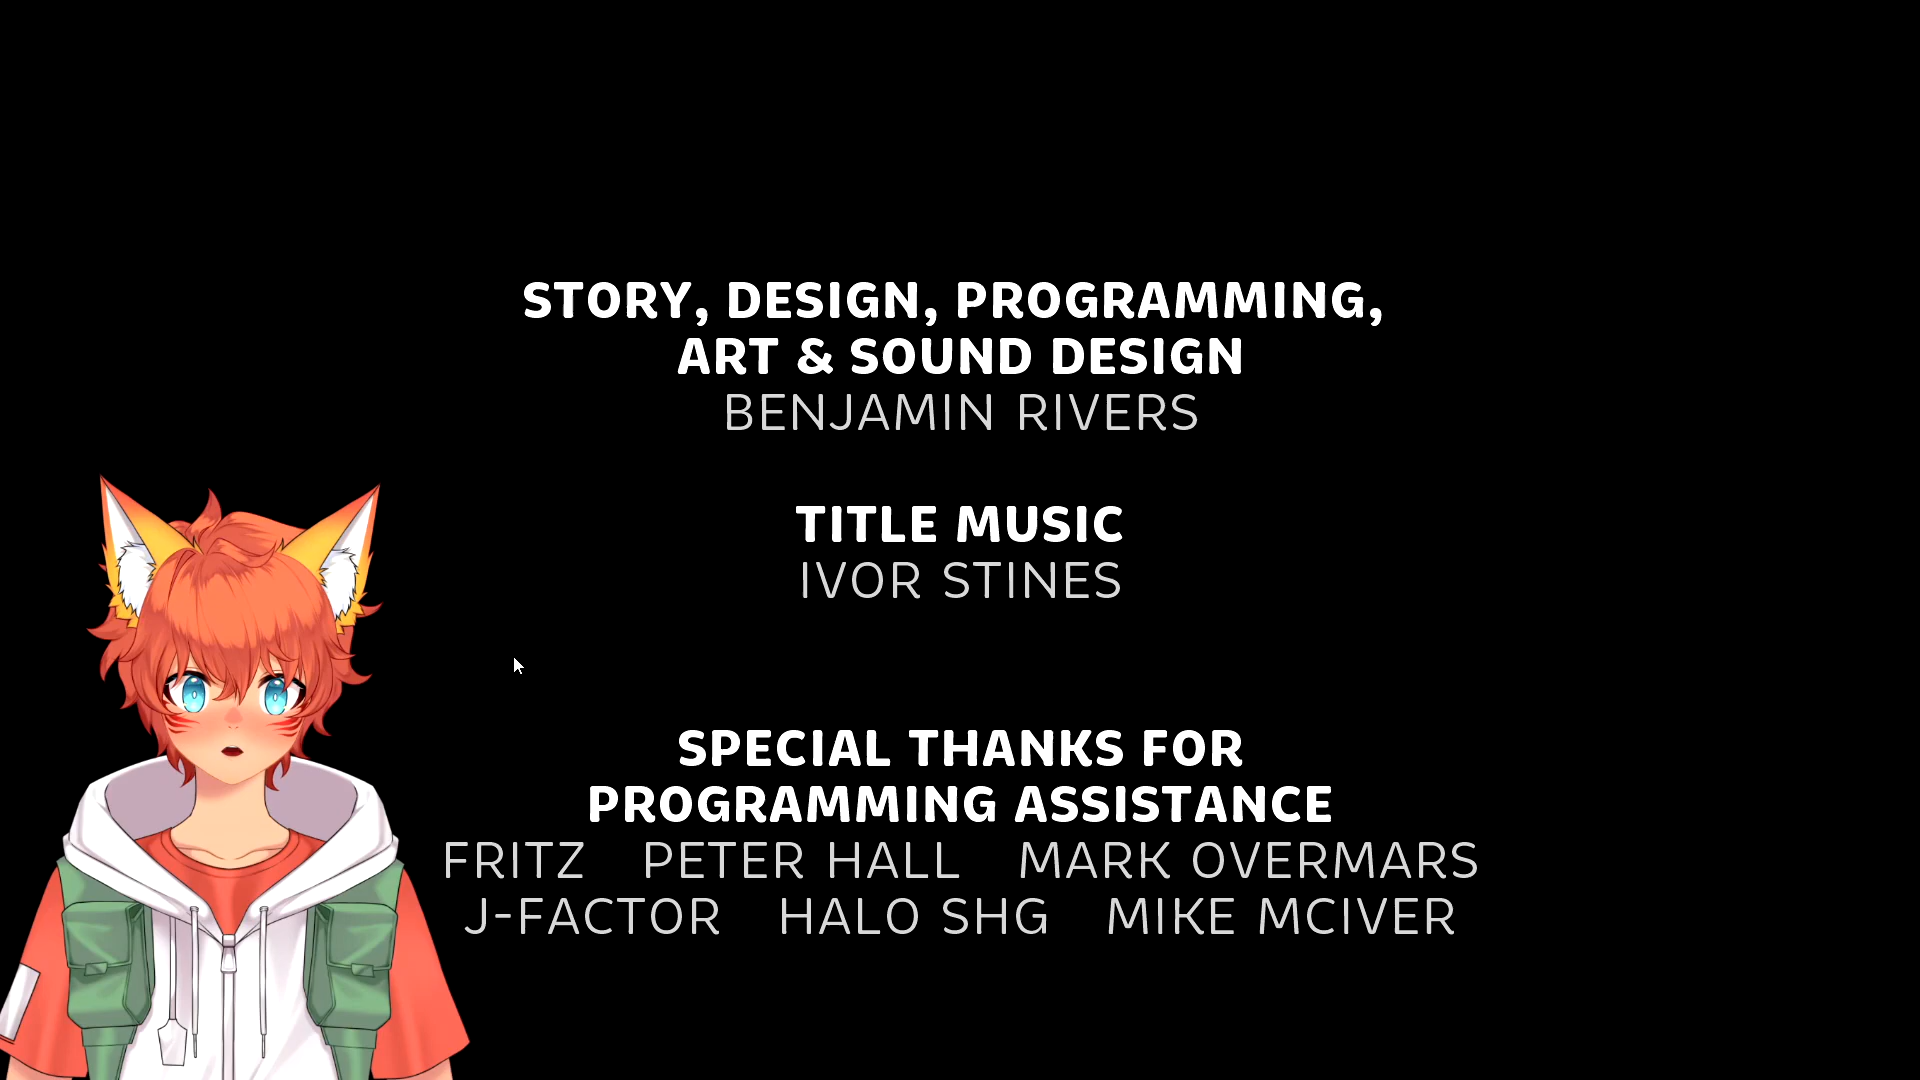 STORY, DESIGN, PROGRAMMING,
ART & SOUND DESIGN
BENJAMIN RIVERS
TITLE MUSIC
IVOR STINES
SPECIAL THANKS FOR
PROGRAMMING ASSISTANCE
FRITZ PETER HALL MARK OVERMARS
J-FACTOR HALO SHG MIKE MCIVER